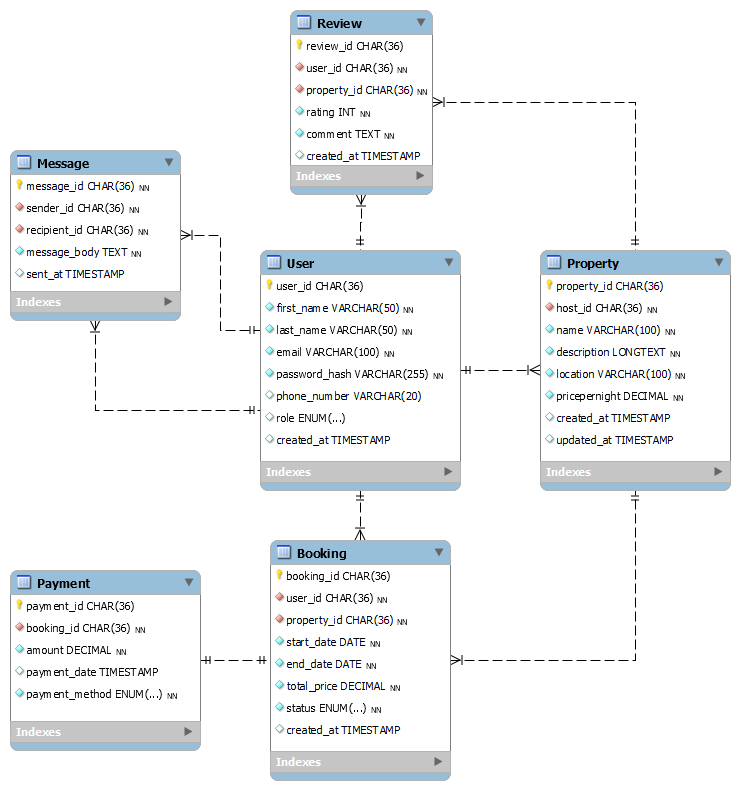 Review
review_id CHAR(36)
user_id CHAR(36) NN
property_id CHAR(36) NN
rating INT NN
comment TEXT NN
created_at TIMESTAMP
Indexes
Message
message_id CHAR(36) NN
sender_id CHAR(36) NN
recipient_id CHAR(36) NN
message_body TEXT NN
sent_at TIMESTAMP
Indexes
User
user_id CHAR(36)
first_name VARCHAR(50) NN
last_name VARCHAR(50) NN
email VARCHAR(100) NN
password_hash VARCHAR(255) NN
phone_number VARCHAR(20)
role ENUM(...)
created_at TIMESTAMP
Indexes
Property
property_id CHAR(36)
host_id CHAR(36) NN
name VARCHAR(100) NN
description LONGTEXT NN
location VARCHAR(100) NN
pricepernight DECIMAL NN
created_at TIMESTAMP
updated_at TIMESTAMP
Indexes
Payment
payment_id CHAR(36)
booking_id CHAR(36) NN
amount DECIMAL NN
payment_date TIMESTAMP
payment_method ENUM(...) NN
Indexes
Booking
booking_id CHAR(36)
user_id CHAR(36) NN
property_id CHAR(36) NN
start_date DATE NN
end_date DATE NN
total_price DECIMAL NN
status ENUM(...) NN
created_at TIMESTAMP
Indexes